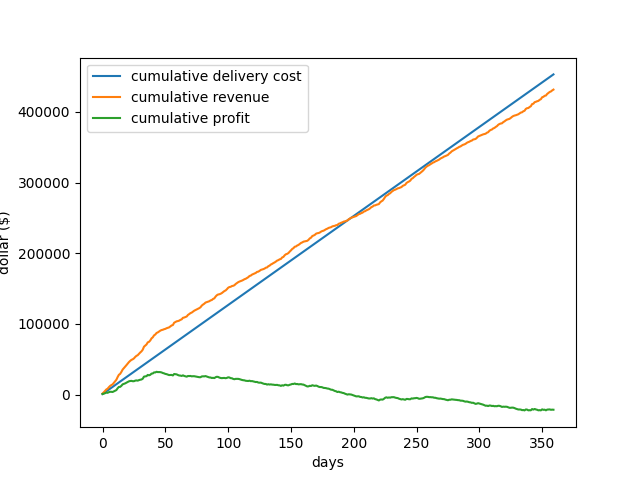 cumulative delivery cost
cumulative revenue
cumulative profit
400000
300000
200000
100000
0
dollar ($)
0 50 100 150 200 250 300 350
days